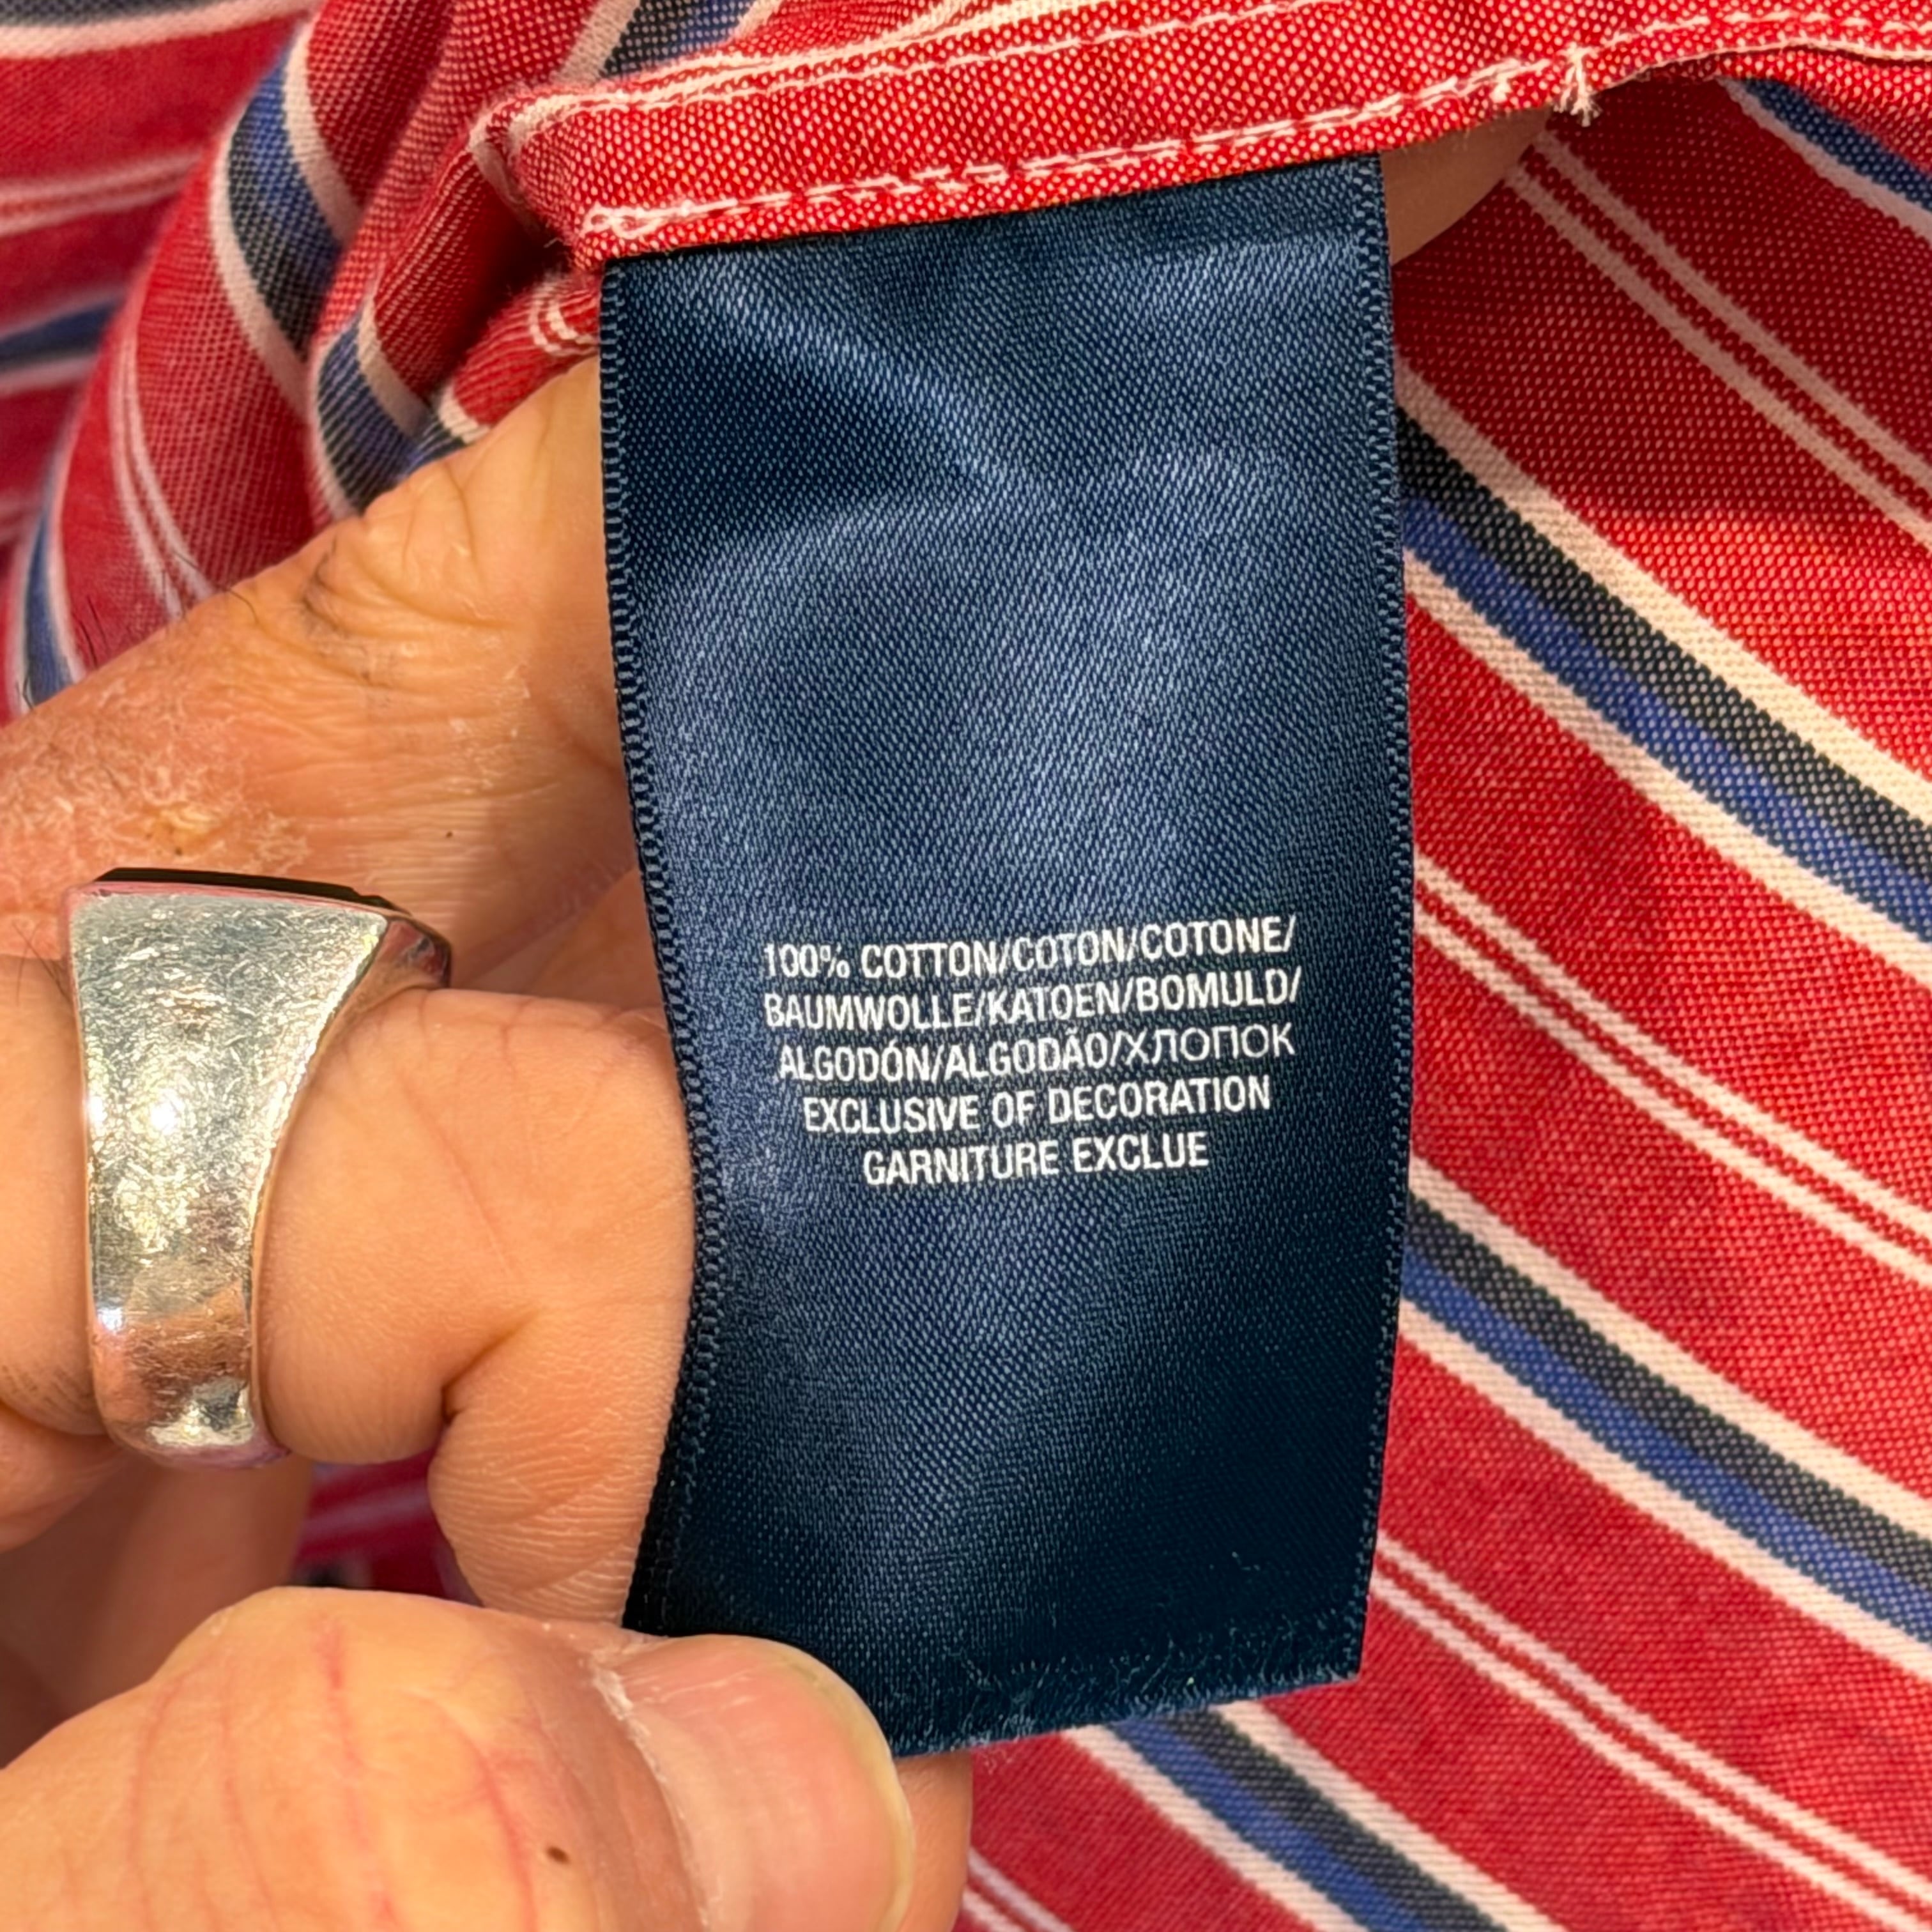 100% COTTON/COTON/COTONE/
BAUMWOLLE/KATOEN/BOMULD/
ALGODÓN/ALGODÃO/ХЛОПОК
EXCLUSIVE OF DECORATION
GARNITURE EXCLUE